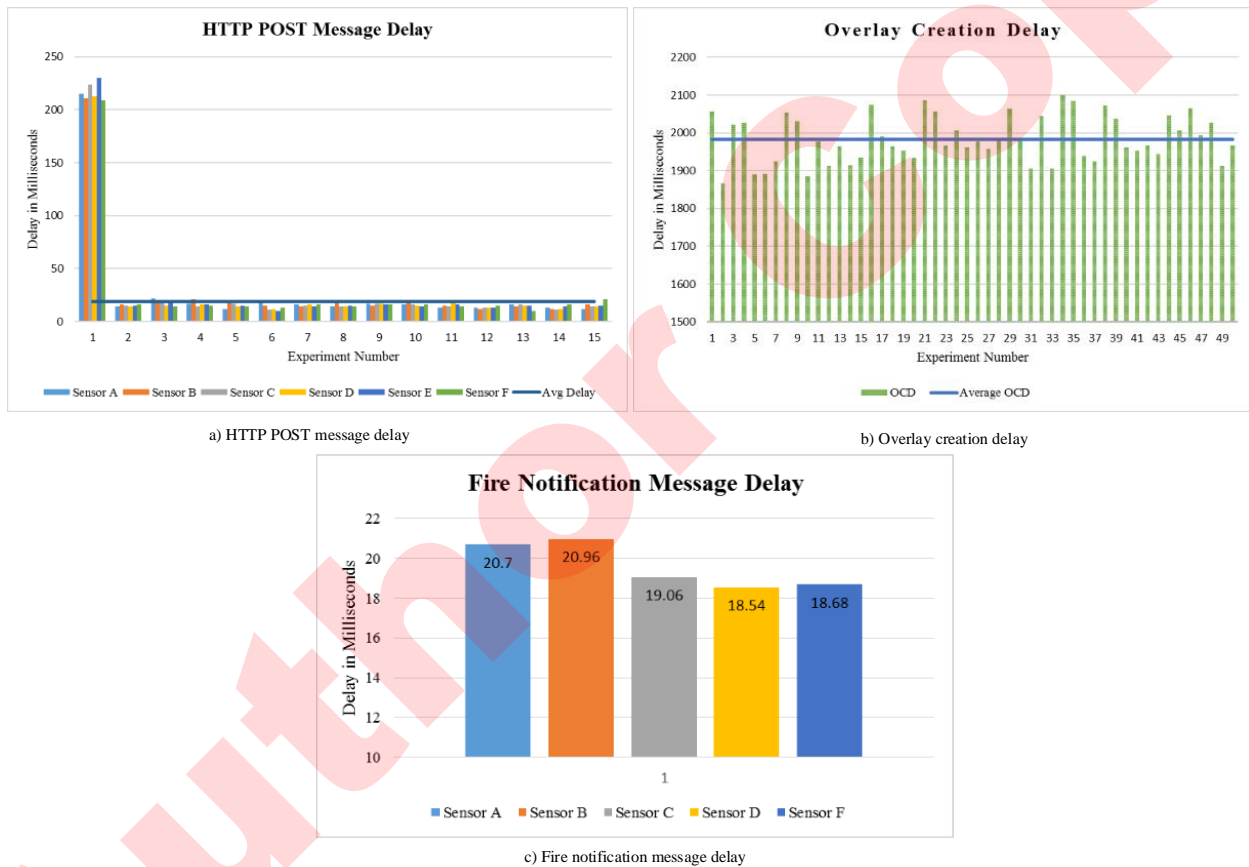 HTTP POST Message Delay
250
200
150
100
50
0
Delay in Milliseconds
1 2 3 4 5 6 7 8 9 10 11 12 13 14 15
Experiment Number
Sensor A Sensor B Sensor C Sensor D Sensor E Sensor F Avg Delay
a) HTTP POST message delay
Overlay Creation Delay
2200
2100
2000
1900
1800
1700
1600
1500
Delay in Milliseconds
1 3 5 7 9 11 13 15 17 19 21 23 25 27 29 31 33 35 37 39 41 43 45 47 49
Experiment Number
OCD Average OCD
b) Overlay creation delay
Fire Notification Message Delay
22
20
18
16
14
12
10
Delay in Milliseconds
20.7 20.96 19.06 18.54 18.68
1
Sensor A Sensor B Sensor C Sensor D Sensor F
c) Fire notification message delay
uthor Cop